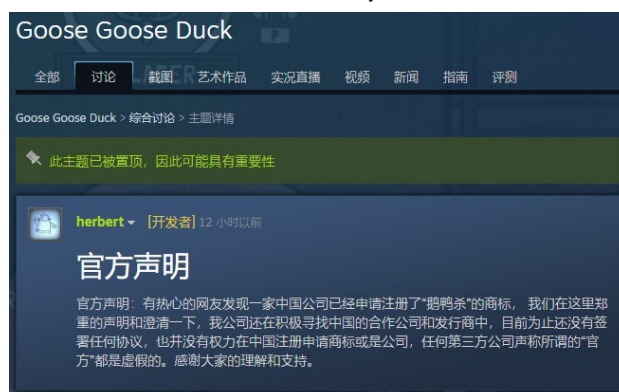 Goose Goose Duck
全部 讨论 截图 艺术作品 实况直播 视频 新闻 指南 评测
Goose Goose Duck > 综合讨论 > 主题详情
此主题已被置顶，因此可能具有重要性
herbert [开发者] 12 小时以前
官方声明
官方声明：有热心的网友发现一家中国公司已经申请注册了“鹅鸭杀”的商标， 我们在这里郑
重的声明和澄清一下，我公司还在积极寻找中国的合作公司和发行商中，目前为止还没有签
署任何协议，也并没有权力在中国注册申请商标或是公司，任何第三方公司声称所谓的“官
方”都是虚假的。感谢大家的理解和支持。